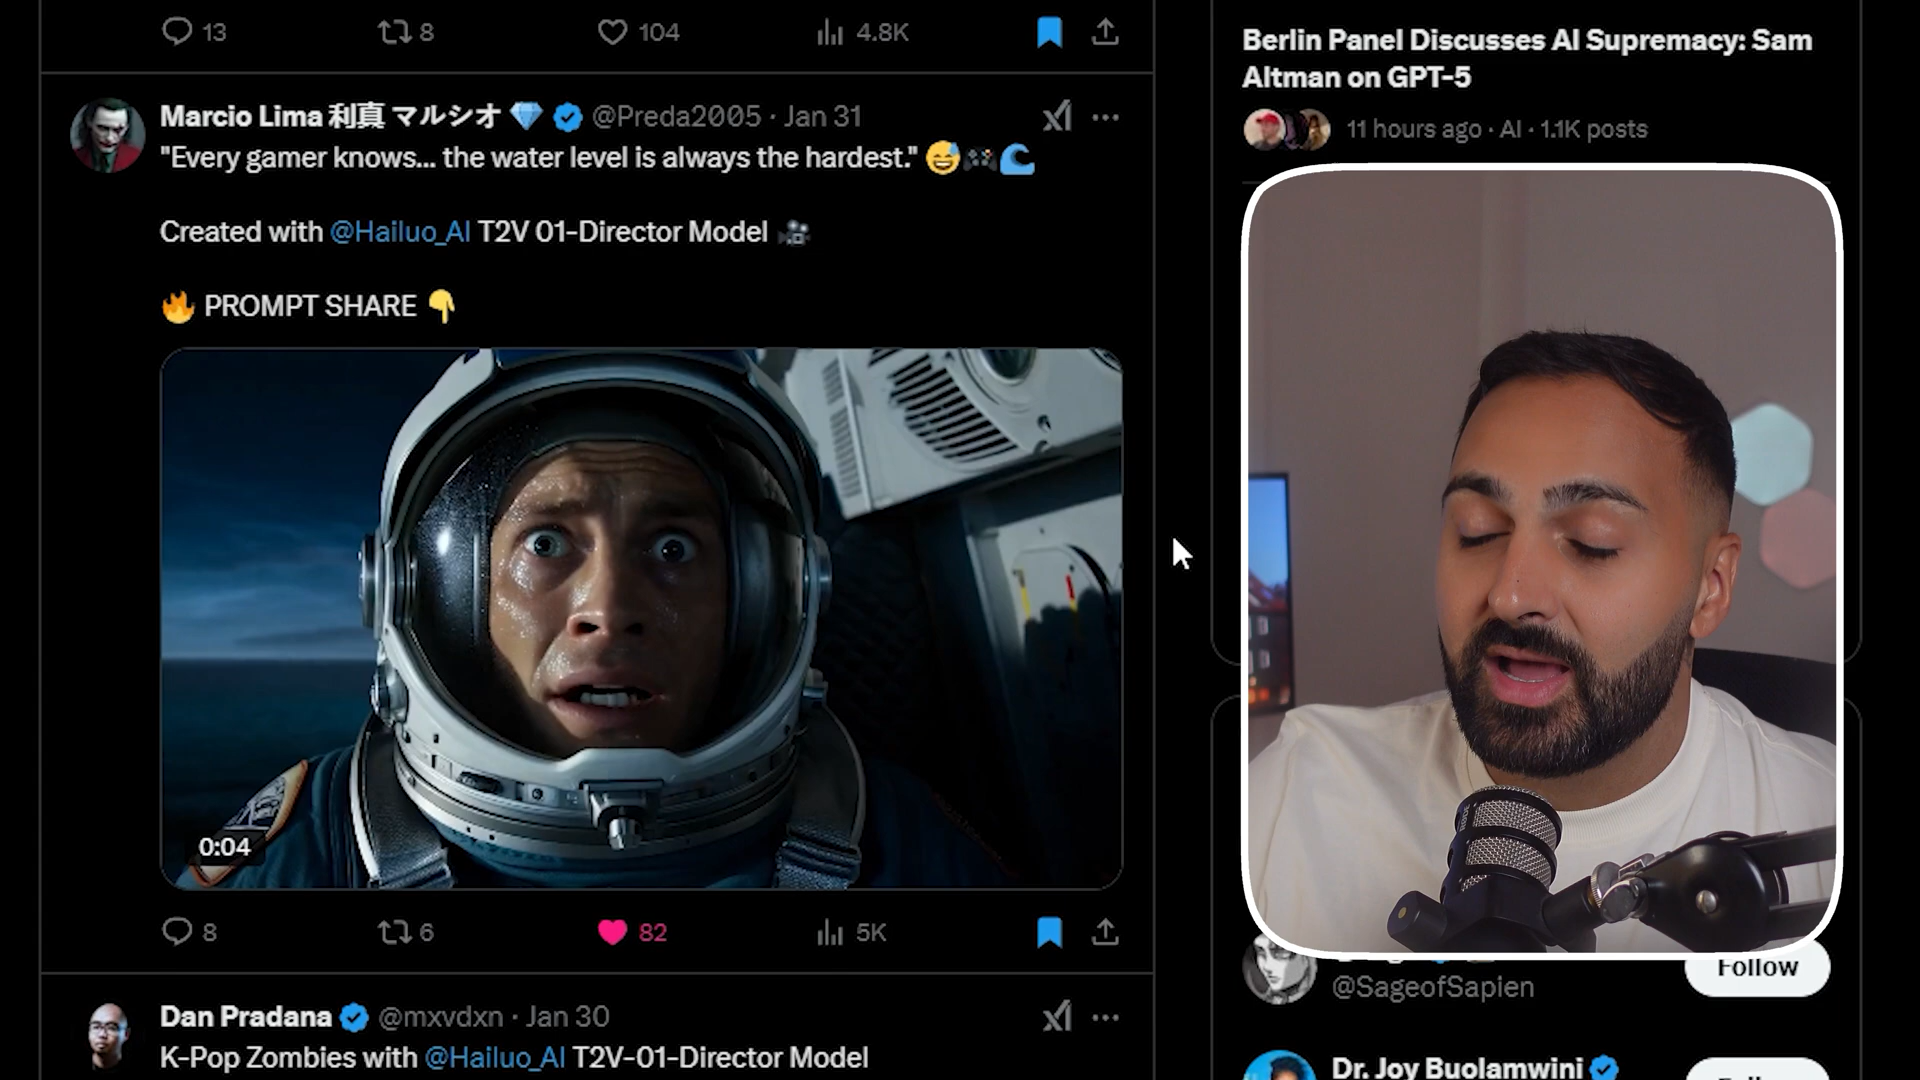 13
8
104
4.8K
Marcio Lima 利真 マルシオ 💎 @Preda2005 · Jan 31
"Every gamer knows... the water level is always the hardest." 😅🎮🌊
Created with @Hailuo_AI T2V 01-Director Model 🎥
🔥 PROMPT SHARE 👇
0:04
8
6
82
5K
Dan Pradana @mxvdxn · Jan 30
K-Pop Zombies with @Hailuo_AI T2V-01-Director Model
Berlin Panel Discusses AI Supremacy: Sam
Altman on GPT-5
11 hours ago · AI · 1.1K posts
@SageofSapien
Follow
Dr. Joy Buolamwini